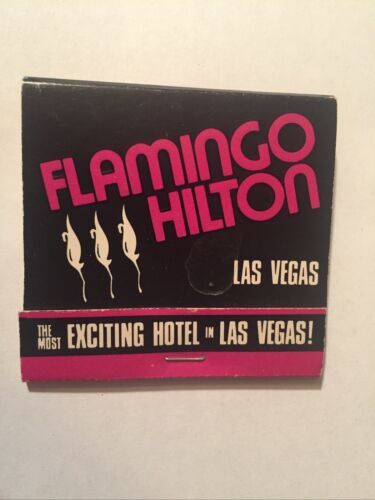 FLAMINGO
HILTON
LAS VEGAS
THE MOST EXCITING HOTEL IN LAS VEGAS!